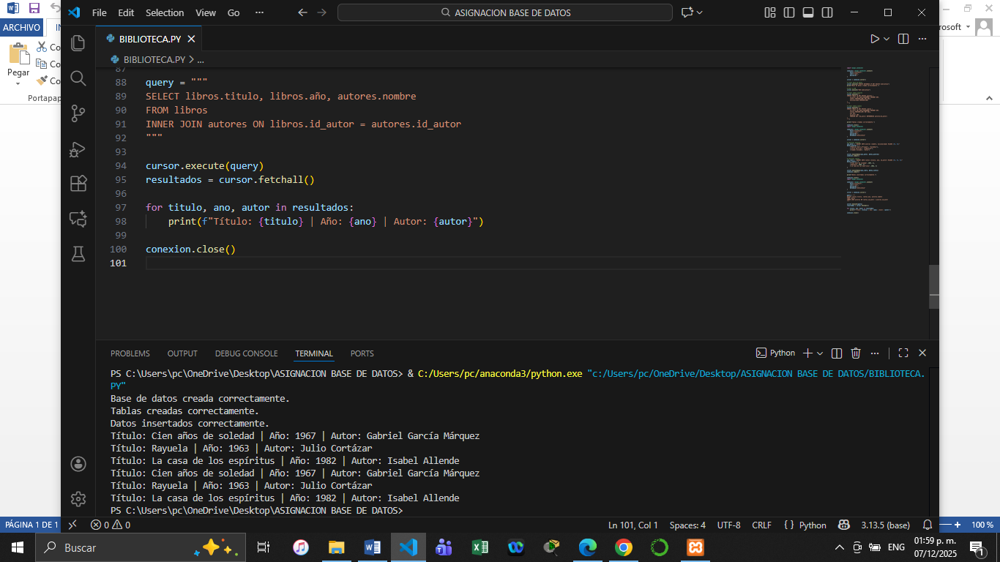 File Edit Selection View Go ··· ASIGNACION BASE DE DATOS
ARCHIVO
rosoft
Pegar
Co
Co
Co
Portapap
BIBLIOTECA.PY
BIBLIOTECA.PY > ...
87
88 query = """
89 SELECT libros.titulo, libros.año, autores.nombre
90 FROM libros
91 INNER JOIN autores ON libros.id_autor = autores.id_autor
92 """
93
94 cursor.execute(query)
95 resultados = cursor.fetchall()
96
97 for titulo, ano, autor in resultados:
98 print(f"Título: {titulo} | Año: {ano} | Autor: {autor}")
99
100 conexion.close()
101
PROBLEMS OUTPUT DEBUG CONSOLE TERMINAL PORTS Python
PS C:\Users\pc\OneDrive\Desktop\ASIGNACION BASE DE DATOS> & C:/Users/pc/anaconda3/python.exe "c:/Users/pc/OneDrive/Desktop/ASIGNACION BASE DE DATOS/BIBLIOTECA.
PY"
Base de datos creada correctamente.
Tablas creadas correctamente.
Datos insertados correctamente.
Título: Cien años de soledad | Año: 1967 | Autor: Gabriel García Márquez
Título: Rayuela | Año: 1963 | Autor: Julio Cortázar
Título: La casa de los espíritus | Año: 1982 | Autor: Isabel Allende
Título: Cien años de soledad | Año: 1967 | Autor: Gabriel García Márquez
Título: Rayuela | Año: 1963 | Autor: Julio Cortázar
Título: La casa de los espíritus | Año: 1982 | Autor: Isabel Allende
PS C:\Users\pc\OneDrive\Desktop\ASIGNACION BASE DE DATOS>
PÁGINA 1 DE 1 0 0 Ln 101, Col 1 Spaces: 4 UTF-8 CRLF { } Python 3.13.5 (base) 100 %
Buscar ENG 01:59 p. m.
07/12/2025
1